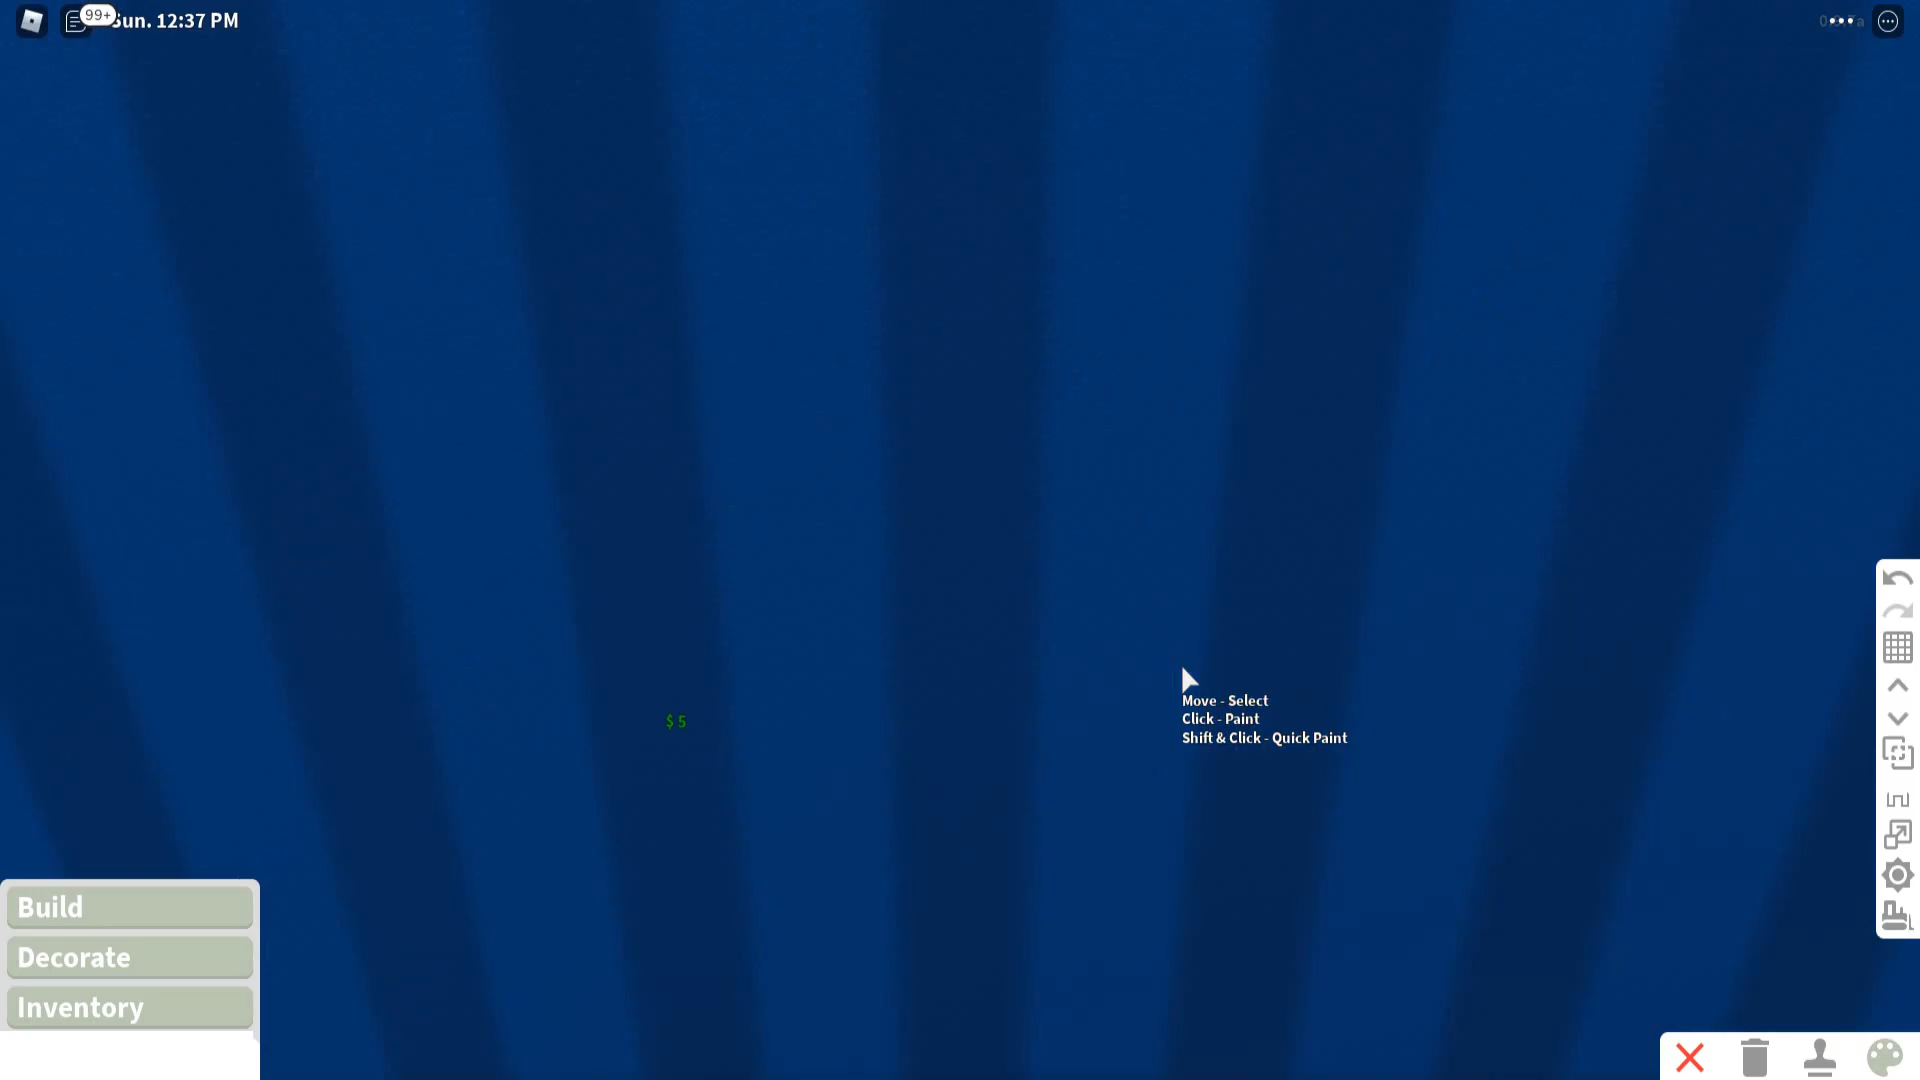 99+
Sun. 12:37 PM
$ 5
Move - Select
Click - Paint
Shift & Click - Quick Paint
Build
Decorate
Inventory